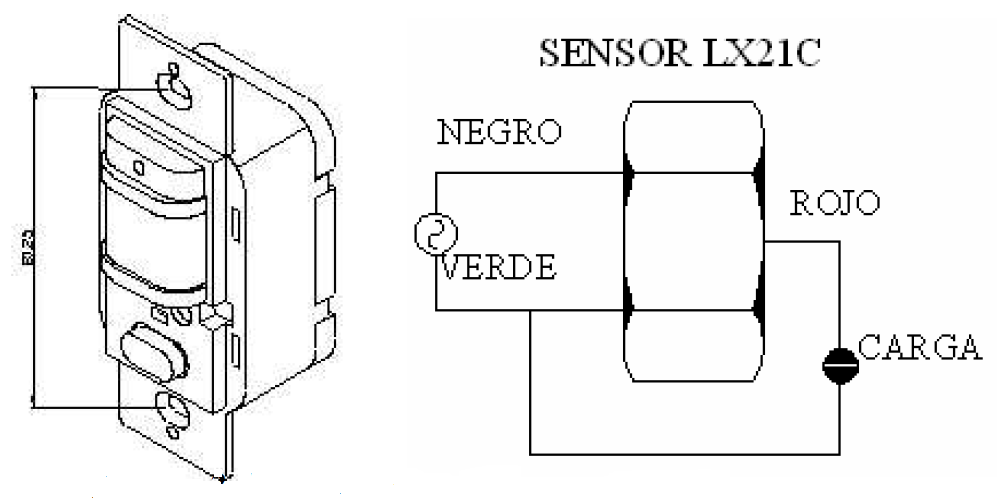 SENSOR LX21C
NEGRO
ROJO
VERDE
CARGA